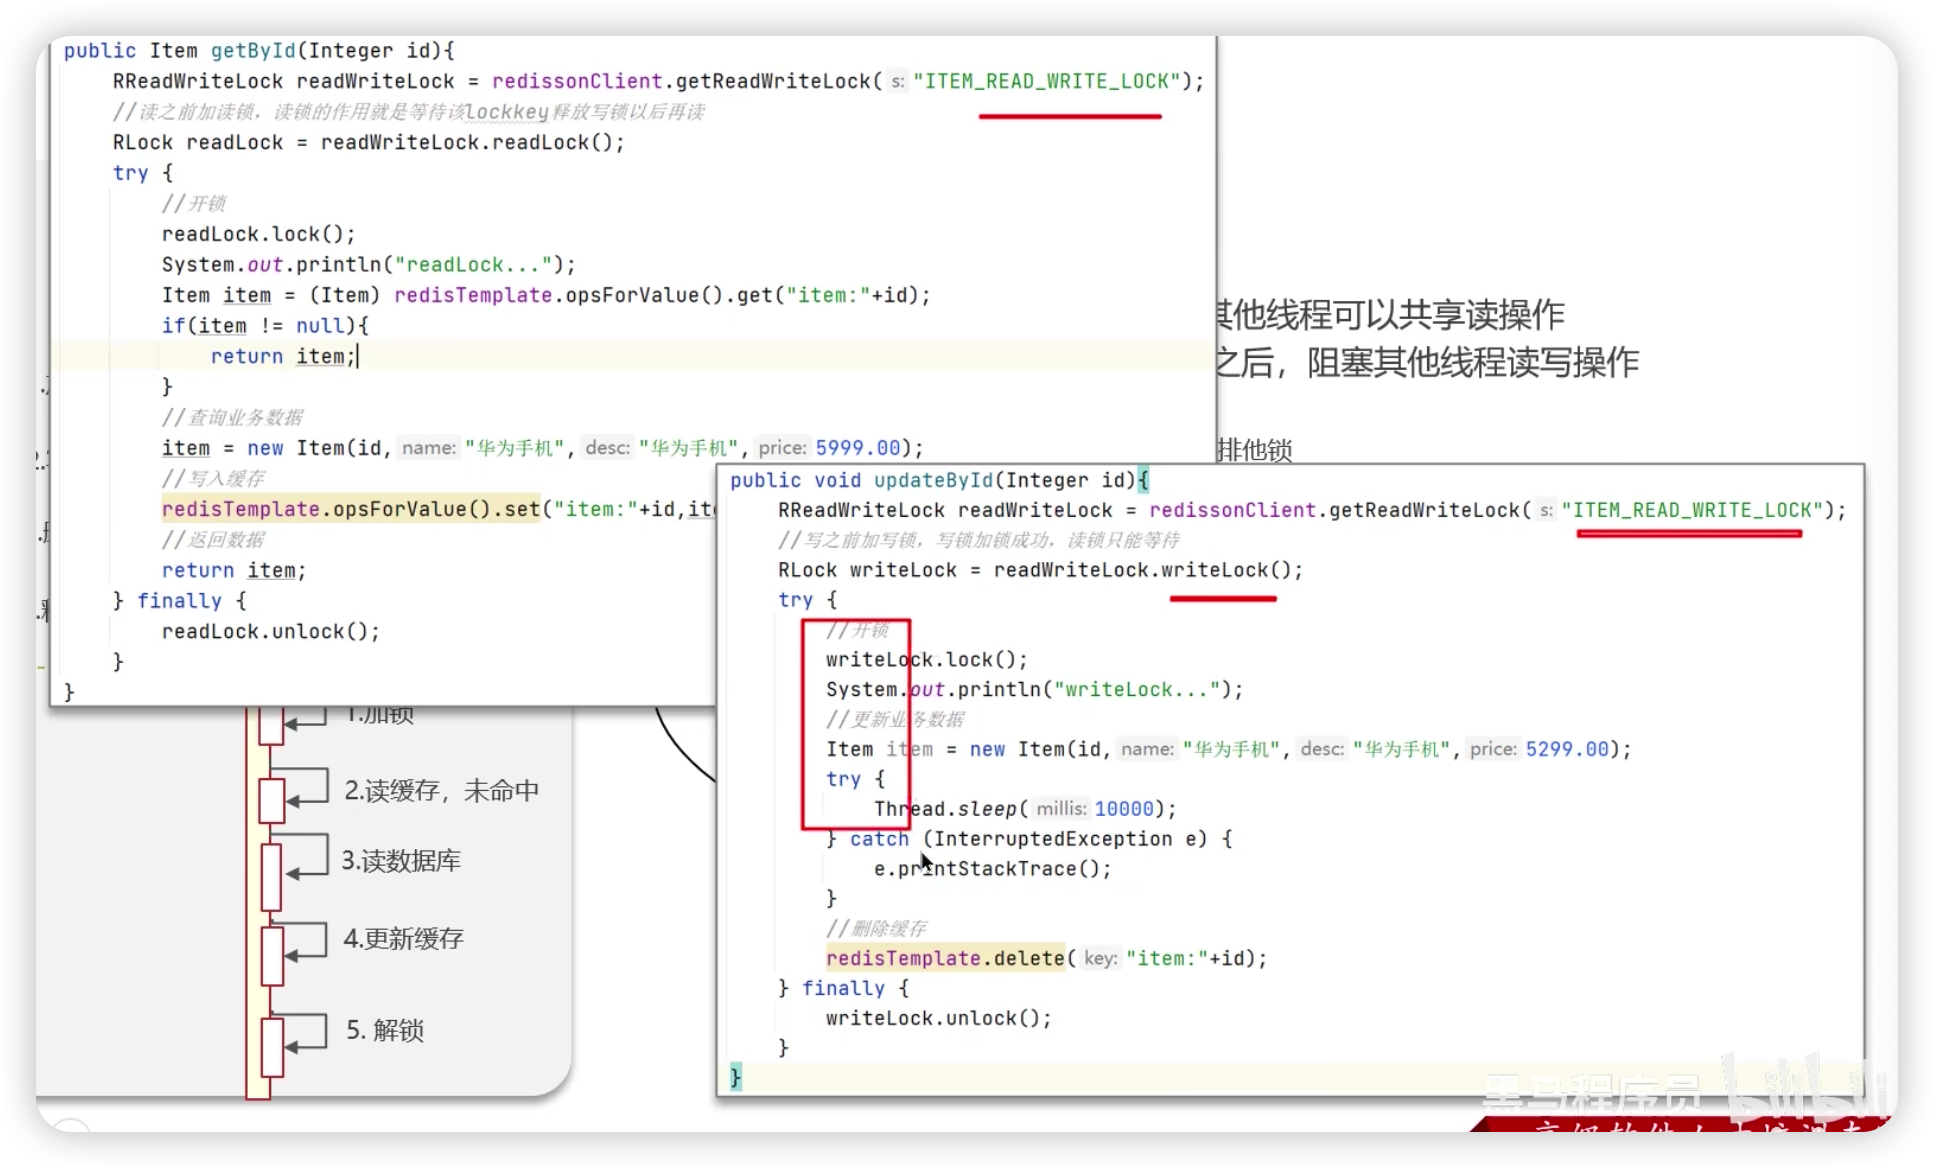 public Item getById(Integer id){
RReadWriteLock readWriteLock = redissonClient.getReadWriteLock( s: "ITEM_READ_WRITE_LOCK");
//读之前加读锁，读锁的作用就是等待该lockkey释放写锁以后再读
RLock readLock = readWriteLock.readLock();
try {
//开锁
readLock.lock();
System.out.println("readLock...");
Item item = (Item) redisTemplate.opsForValue().get("item:"+id);
if(item != null){
return item;
}
//查询业务数据
item = new Item(id, name: "华为手机", desc: "华为手机", price: 5999.00);
//写入缓存
redisTemplate.opsForValue().set("item:"+id,ite
//返回数据
return item;
} finally {
readLock.unlock();
}
}
其他线程可以共享读操作
之后，阻塞其他线程读写操作
排他锁
public void updateById(Integer id){
RReadWriteLock readWriteLock = redissonClient.getReadWriteLock( s: "ITEM_READ_WRITE_LOCK");
//写之前加写锁，写锁加锁成功，读锁只能等待
RLock writeLock = readWriteLock.writeLock();
try {
//开锁
writeLock.lock();
System.out.println("writeLock...");
//更新业务数据
Item item = new Item(id, name: "华为手机", desc: "华为手机", price: 5299.00);
try {
Thread.sleep( millis: 10000);
} catch (InterruptedException e) {
e.printStackTrace();
}
//删除缓存
redisTemplate.delete( key: "item:"+id);
} finally {
writeLock.unlock();
}
}
1.加锁
2.读缓存，未命中
3.读数据库
4.更新缓存
5. 解锁
黑马程序员 bilibili